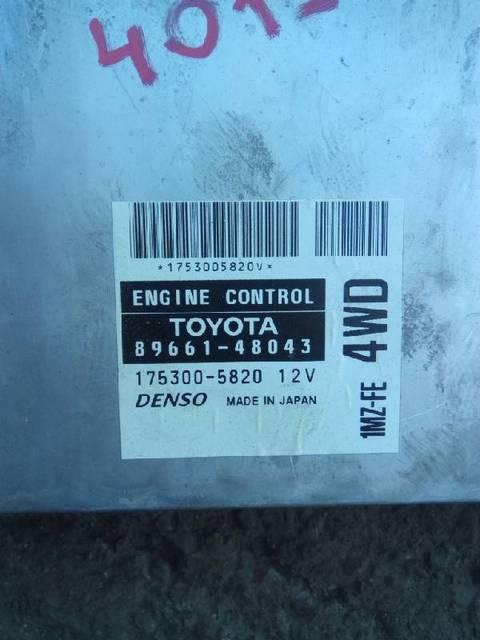 *1753005820V*
ENGINE CONTROL
TOYOTA
89661-48043
175300-5820 12V
DENSO MADE IN JAPAN
1MZ-FE 4WD